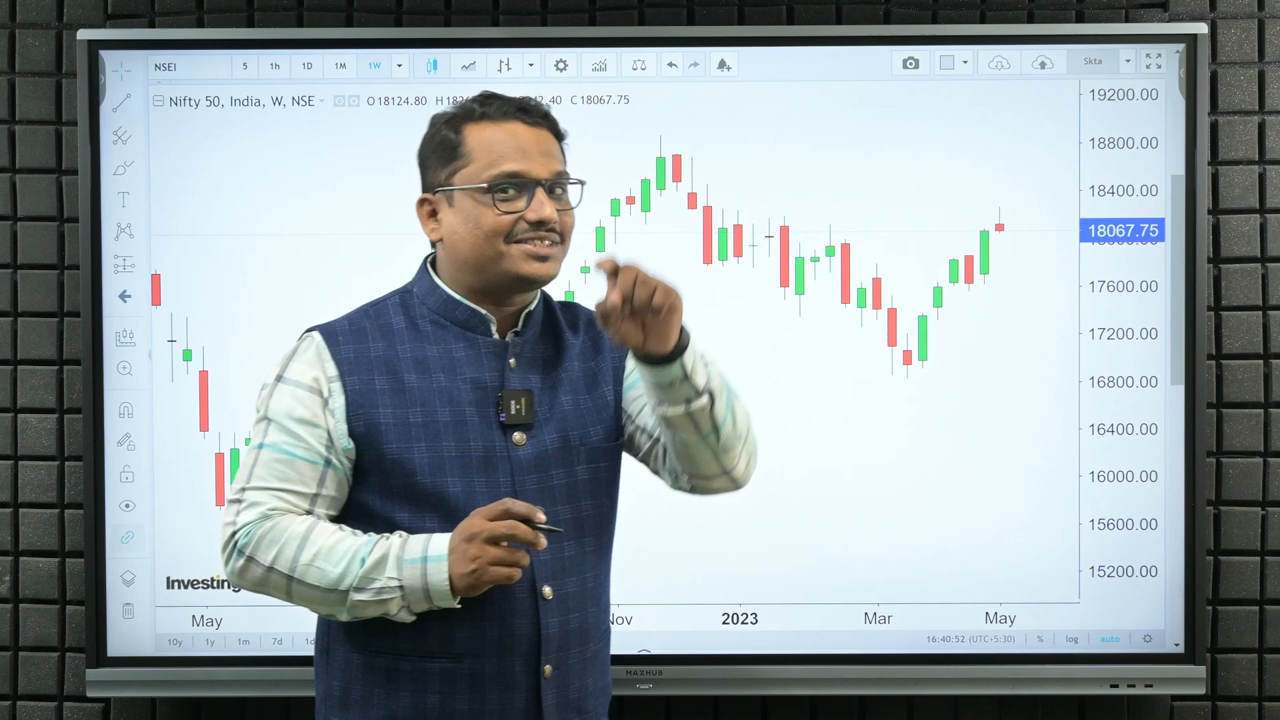 NSEI 5 1h 1D 1M 1W Skta
Nifty 50, India, W, NSE O18124.80 C18067.75
19200.00
18800.00
18400.00
18067.75
17600.00
17200.00
16800.00
16400.00
16000.00
15600.00
15200.00
T
Investing
May Nov 2023 Mar May
10y 1y 1m 7d 1d 16:40:52 (UTC+5:30) % log auto
MAXHUB